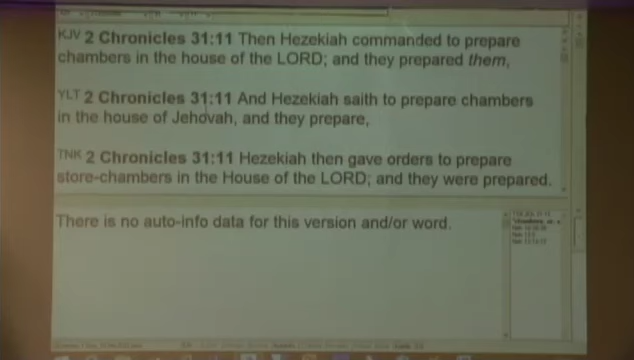 KJV 2 Chronicles 31:11 Then Hezekiah commanded to prepare
chambers in the house of the LORD; and they prepared them,
YLT 2 Chronicles 31:11 And Hezekiah saith to prepare chambers
in the house of Jehovah, and they prepare,
TNK 2 Chronicles 31:11 Hezekiah then gave orders to prepare
store-chambers in the House of the LORD; and they were prepared.
There is no auto-info data for this version and/or word.